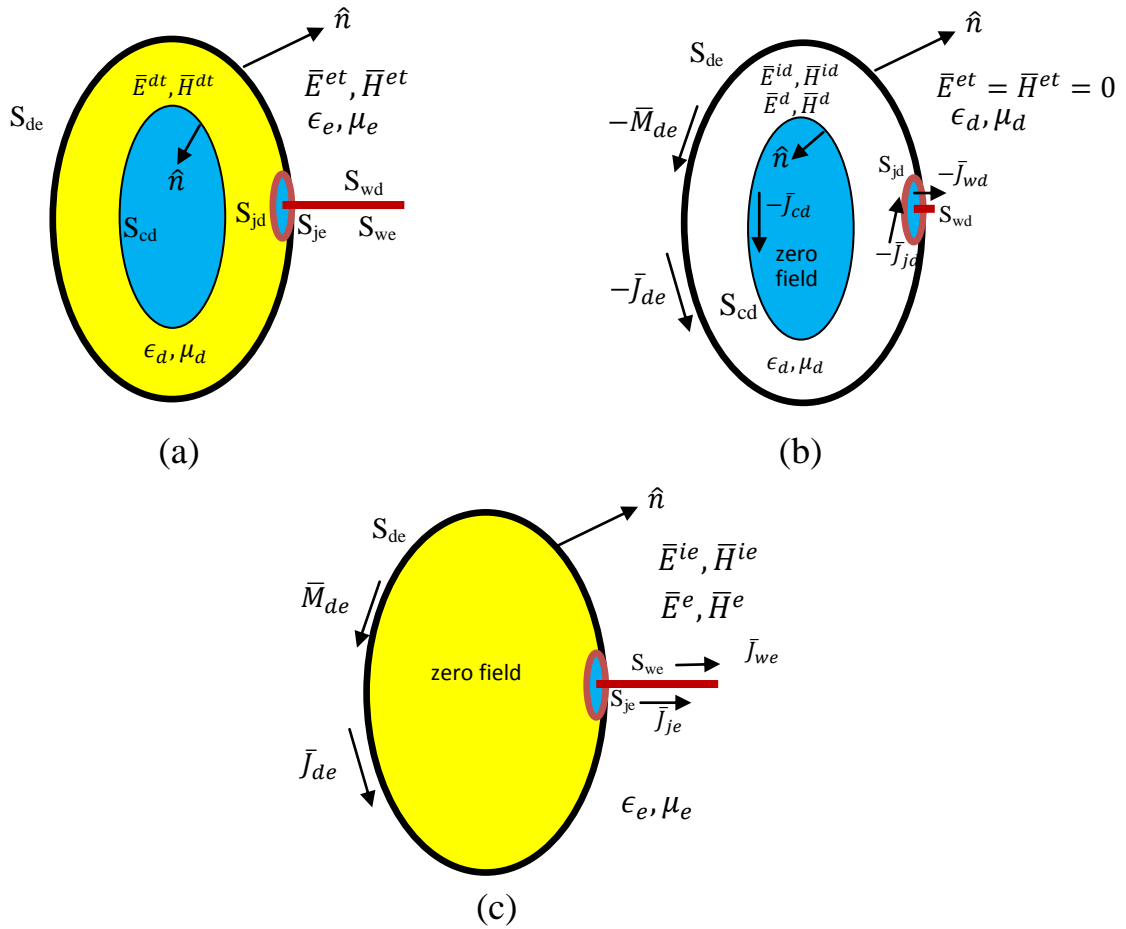 n̂
Ē^{dt}, H̄^{dt}
Ē^{et}, H̄^{et}
ϵ_e, μ_e
S_de
n̂
S_wd
S_cd
S_jd
S_je
S_we
ϵ_d, μ_d
(a)
n̂
S_de
Ē^{id}, H̄^{id}
Ē^{d}, H̄^{d}
Ē^{et} = H̄^{et} = 0
ϵ_d, μ_d
−M̄_de
n̂
S_jd
−J̄_wd
S_wd
−J̄_cd
−J̄_jd
zero
field
−J̄_de
S_cd
ϵ_d, μ_d
(b)
n̂
S_de
Ē^{ie}, H̄^{ie}
Ē^{e}, H̄^{e}
M̄_de
J̄_we
S_we
zero field
S_je
J̄_je
J̄_de
ϵ_e, μ_e
(c)